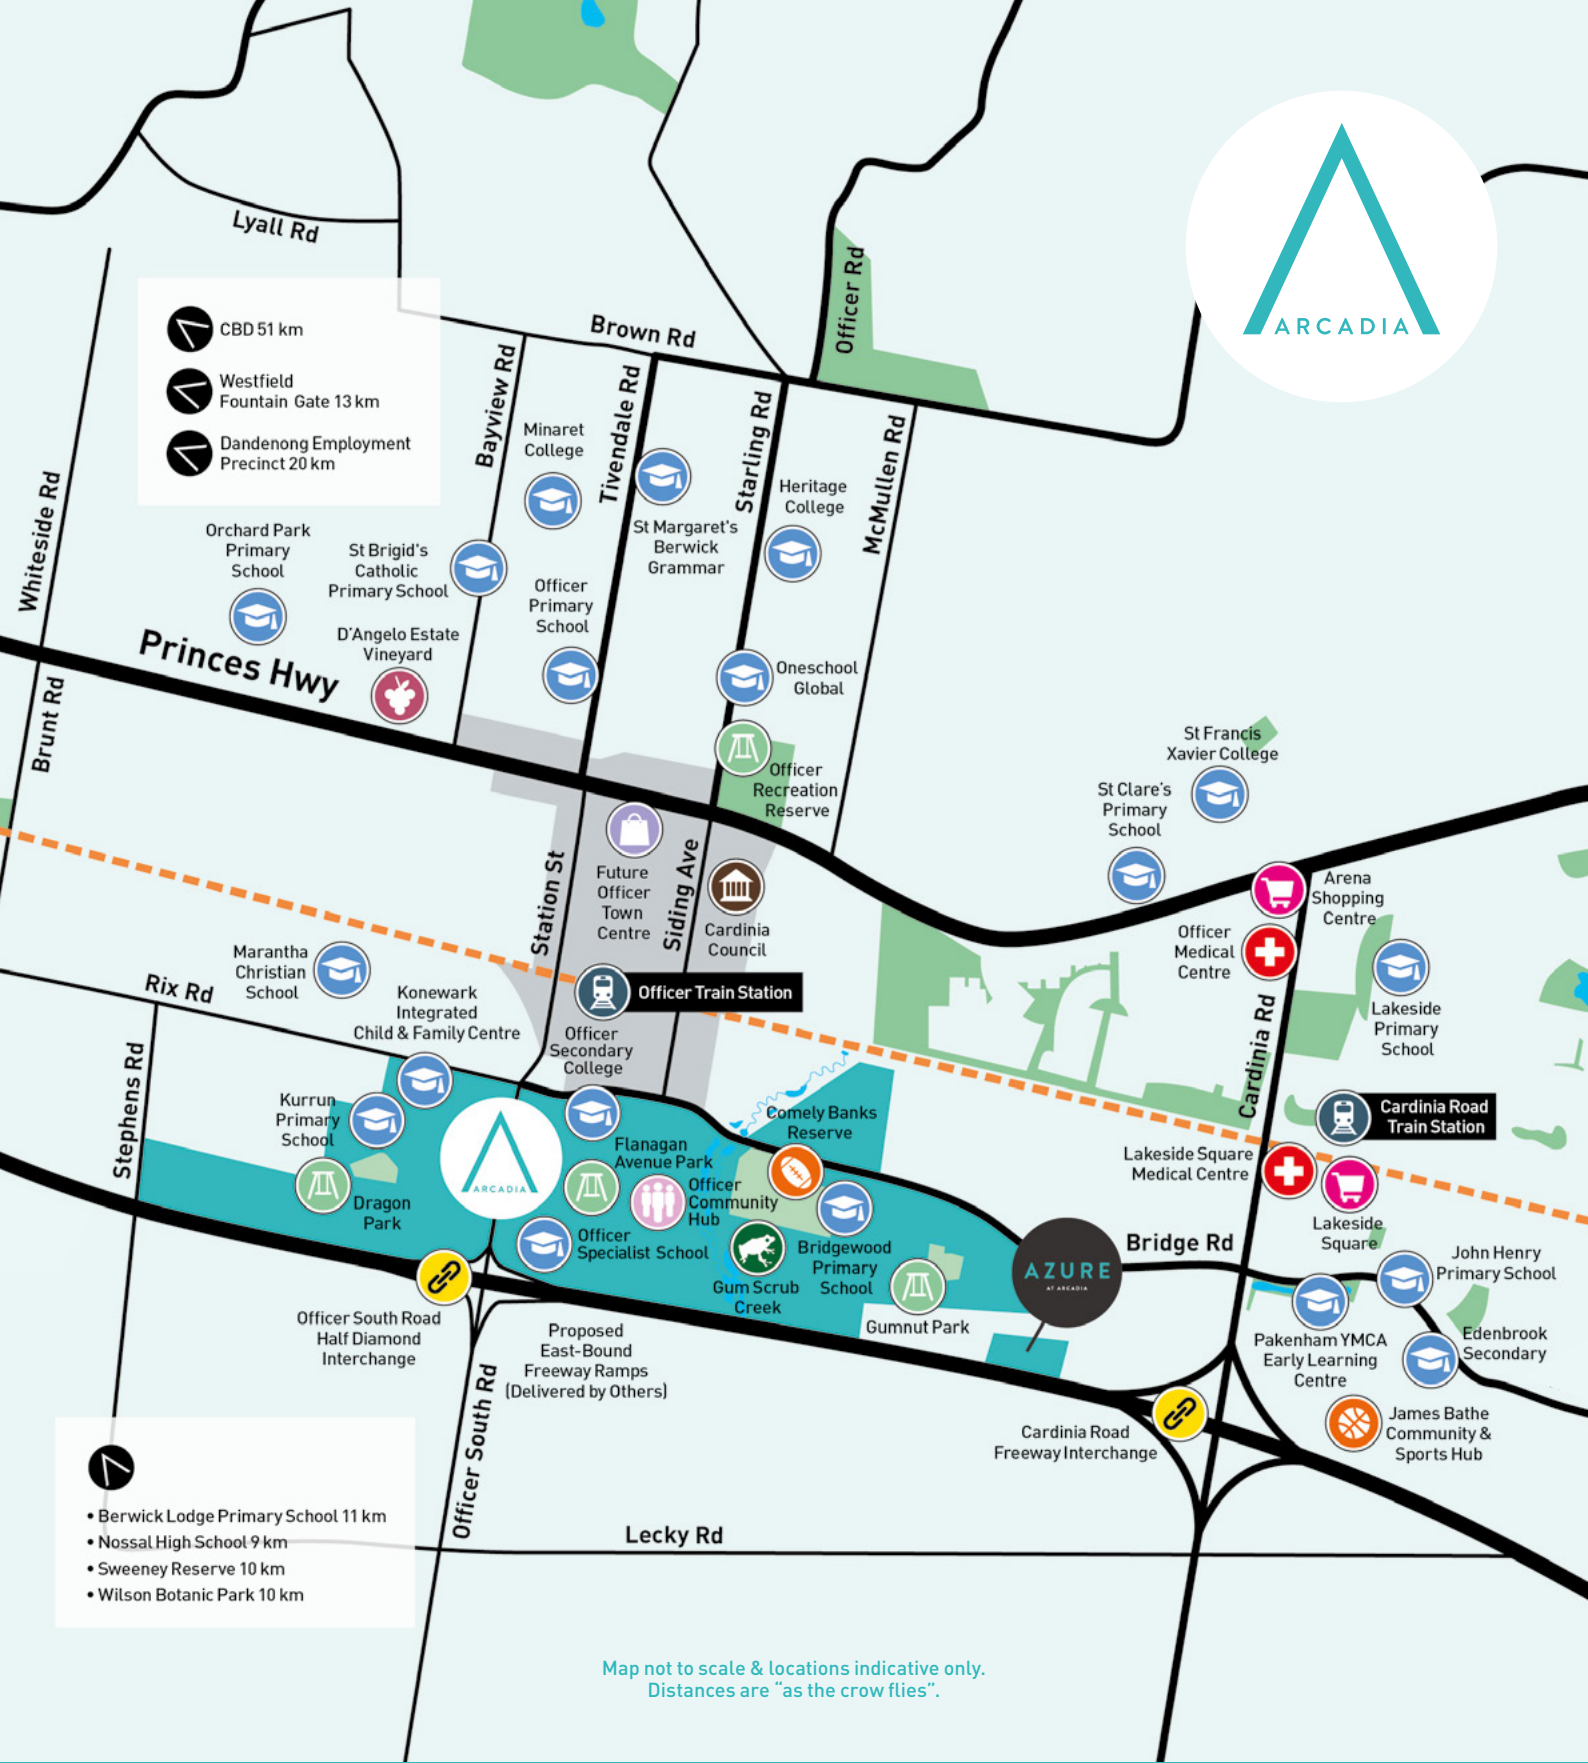 ARCADIA
Lyall Rd
Officer Rd
CBD 51 km
Westfield
Fountain Gate 13 km
Dandenong Employment
Precinct 20 km
Brown Rd
Bayview Rd
Tivendale Rd
Starling Rd
McMullen Rd
Whiteside Rd
Minaret
College
Heritage
College
St Margaret's
Berwick
Grammar
Orchard Park
Primary
School
St Brigid's
Catholic
Primary School
Officer
Primary
School
D'Angelo Estate
Vineyard
Princes Hwy
Brunt Rd
Oneschool
Global
Officer
Recreation
Reserve
St Francis
Xavier College
St Clare's
Primary
School
Arena
Shopping
Centre
Officer
Medical
Centre
Station St
Future
Officer
Town
Centre
Siding Ave
Cardinia
Council
Marantha
Christian
School
Rix Rd
Officer Train Station
Konewark
Integrated
Child & Family Centre
Officer
Secondary
College
Lakeside
Primary
School
Cardinia Rd
Stephens Rd
Kurrun
Primary
School
Comely Banks
Reserve
Cardinia Road
Train Station
Flanagan
Avenue Park
Lakeside Square
Medical Centre
ARCADIA
Dragon
Park
Officer
Community
Hub
Officer
Specialist School
Lakeside
Square
Bridge Rd
Bridgewood
Primary
School
AZURE
AT ARCADIA
John Henry
Primary School
Gum Scrub
Creek
Gumnut Park
Officer South Road
Half Diamond
Interchange
Proposed
East-Bound
Freeway Ramps
(Delivered by Others)
Pakenham YMCA
Early Learning
Centre
Edenbrook
Secondary
Officer South Rd
Cardinia Road
Freeway Interchange
James Bathe
Community &
Sports Hub
• Berwick Lodge Primary School 11 km
• Nossal High School 9 km
• Sweeney Reserve 10 km
• Wilson Botanic Park 10 km
Lecky Rd
Map not to scale & locations indicative only.
Distances are “as the crow flies”.